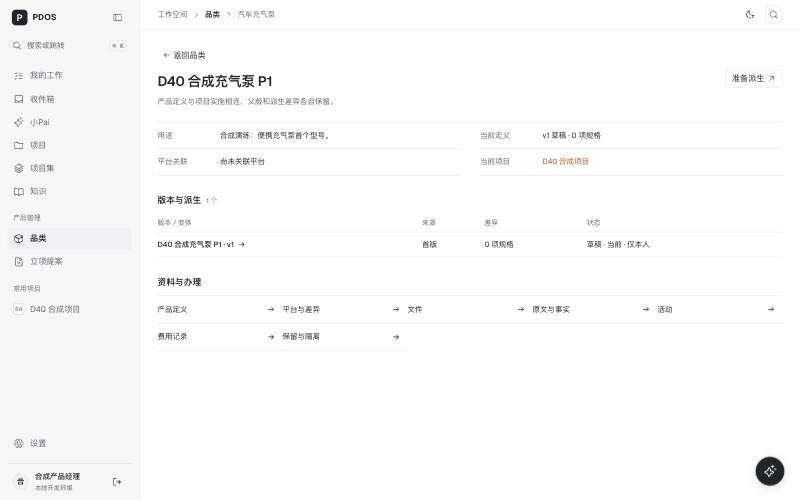 P PDOS
搜索或跳转 ⌘ K
我的工作
收件箱
小Pai
项目
项目集
知识
产品管理
品类
立项提案
常用项目
D4 D40 合成项目
设置
合 合成产品经理
本地开发环境
工作空间 > 品类 > 汽车充气泵
← 返回品类
D40 合成充气泵 P1
准备派生 ↗
产品定义与项目实施相连，父版和派生差异各自保留。
用途 合成演练：便携充气泵首个型号。
当前定义 v1 草稿 · 0 项规格
平台关联 尚未关联平台
当前项目 D40 合成项目
版本与派生 1 个
版本 / 变体 来源 差异 状态
D40 合成充气泵 P1 · v1 → 首版 0 项规格 草稿 · 当前 · 仅本人
资料与办理
产品定义 → 平台与差异 → 文件 → 原文与事实 → 活动 →
费用记录 → 保留与隔离 →